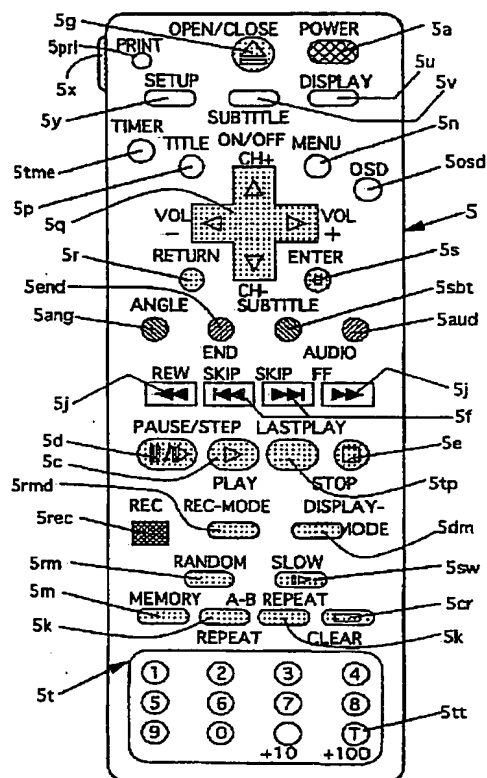 5g OPEN/CLOSE POWER 5a
5pri PRINT
5x 5u
SETUP DISPLAY 5v
5y SUBTITLE
TIMER ON/OFF 5n
TITLE CH+ MENU
5tme OSD 5osd
5p
5q VOL VOL 5
- +
5r RETURN ENTER 5s
5end CH-
ANGLE SUBTITLE 5sbt
5ang 5aud
END AUDIO
REW SKIP SKIP FF
5j 5j
5f
5d PAUSE/STEP LASTPLAY
5c 5e
5rmd PLAY STOP 5tp
REC REC-MODE DISPLAY-
5rec MODE 5dm
5rm RANDOM SLOW 5sw
5m MEMORY A-B REPEAT 5cr
5k REPEAT CLEAR 5k
5t 1 2 3 4
5 6 7 8 5tt
9 0 T
+10 +100